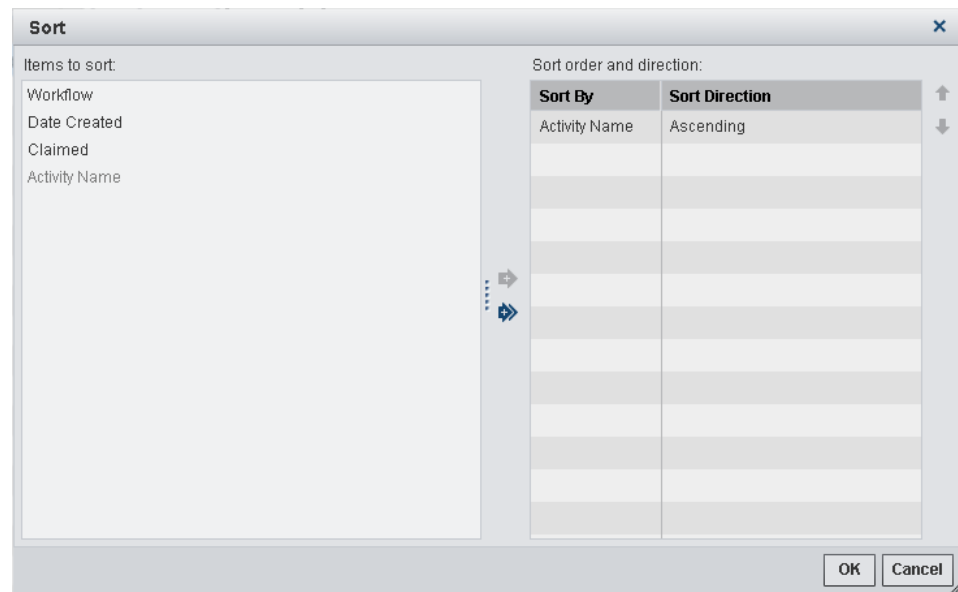 Sort
Items to sort:
Workflow
Date Created
Claimed
Activity Name
Sort order and direction:
Sort By Sort Direction
Activity Name Ascending
OK Cancel